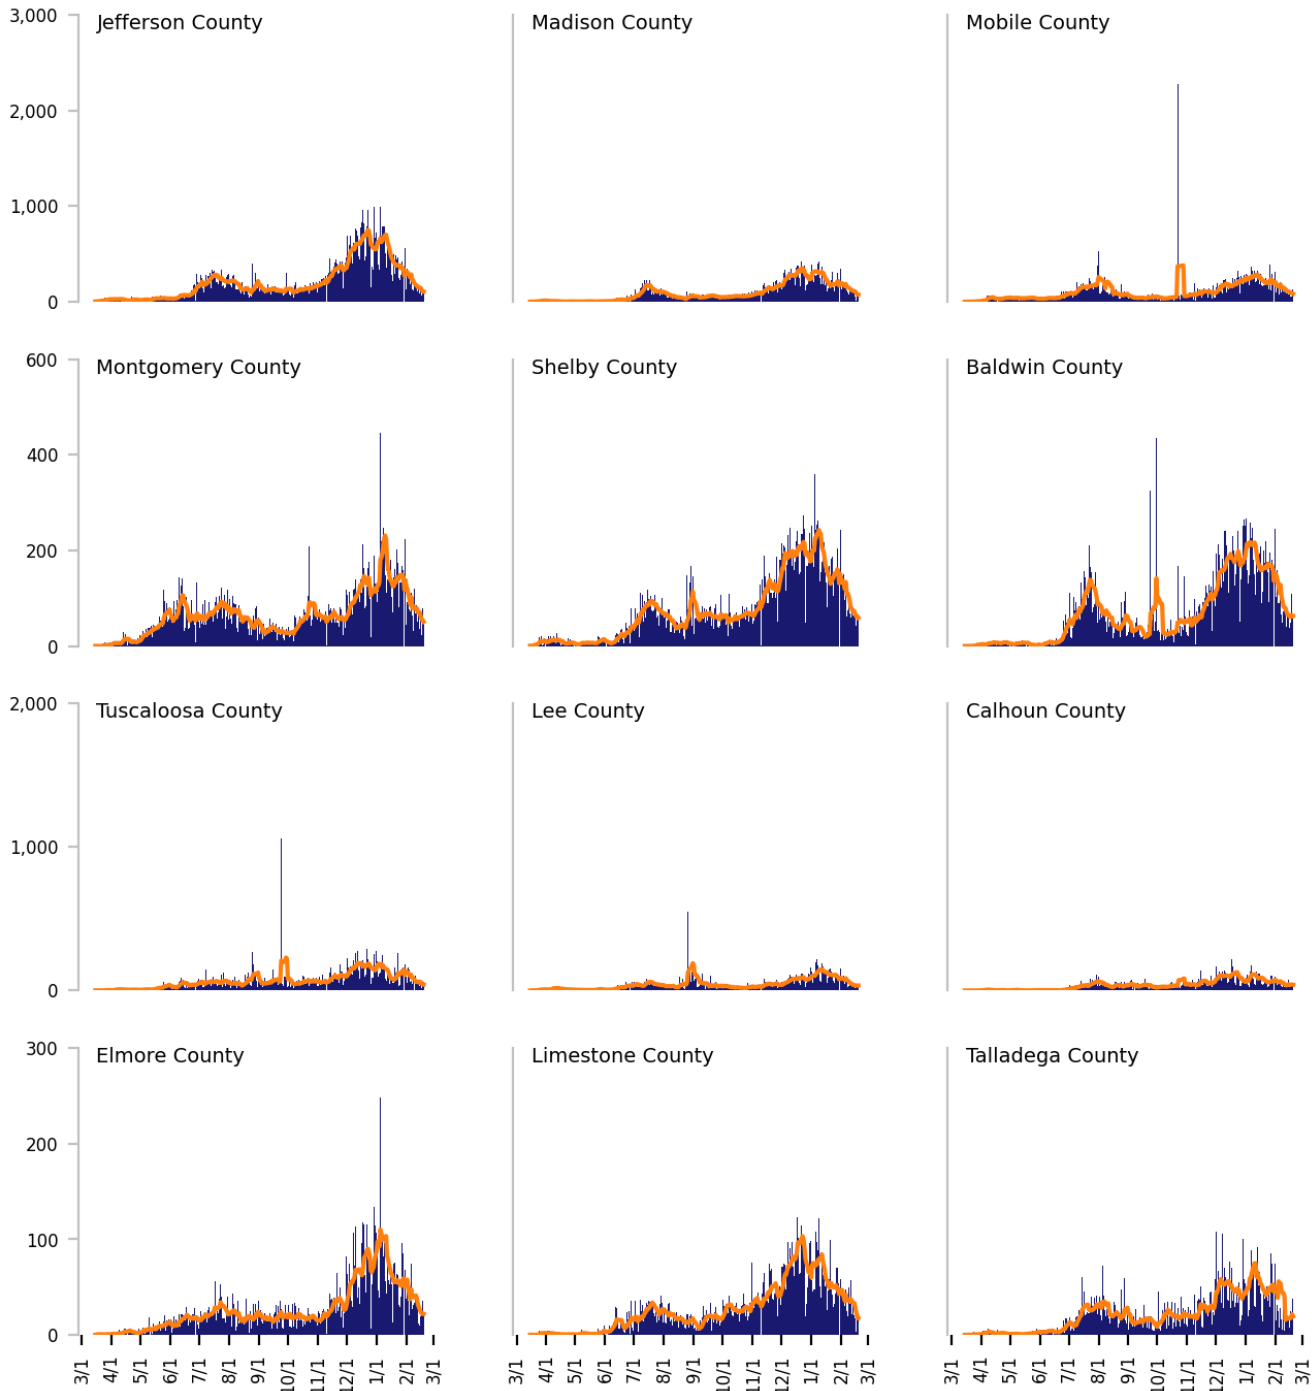 3,000
Jefferson County
Madison County
Mobile County
2,000
1,000
0
600
Montgomery County
Shelby County
Baldwin County
400
200
0
2,000
Tuscaloosa County
Lee County
Calhoun County
1,000
0
300
Elmore County
Limestone County
Talladega County
200
100
0
3/1 4/1 5/1 6/1 7/1 8/1 9/1 10/1 11/1 12/1 1/1 2/1 3/1
3/1 4/1 5/1 6/1 7/1 8/1 9/1 10/1 11/1 12/1 1/1 2/1 3/1
3/1 4/1 5/1 6/1 7/1 8/1 9/1 10/1 11/1 12/1 1/1 2/1 3/1